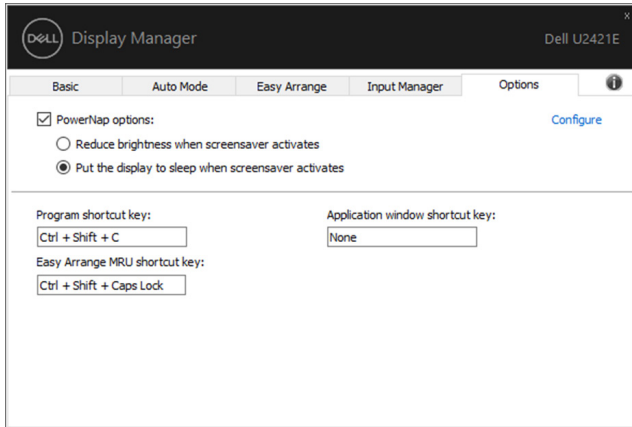 x
DELL Display Manager
Dell U2421E
Basic Auto Mode Easy Arrange Input Manager Options i
PowerNap options:
Configure
Reduce brightness when screensaver activates
Put the display to sleep when screensaver activates
Program shortcut key:
Application window shortcut key:
Ctrl + Shift + C
None
Easy Arrange MRU shortcut key:
Ctrl + Shift + Caps Lock